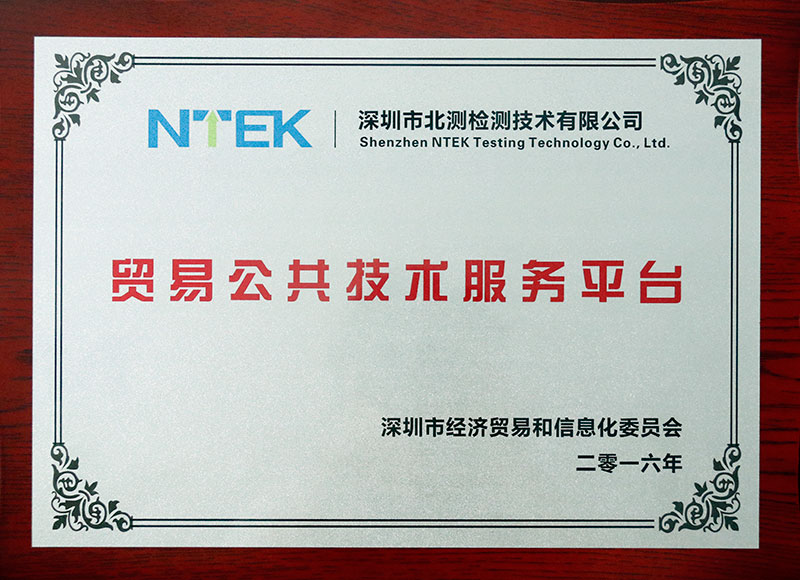 NTEK
深圳市北测检测技术有限公司
Shenzhen NTEK Testing Technology Co., Ltd.
贸易公共技术服务平台
深圳市经济贸易和信息化委员会
二零一六年